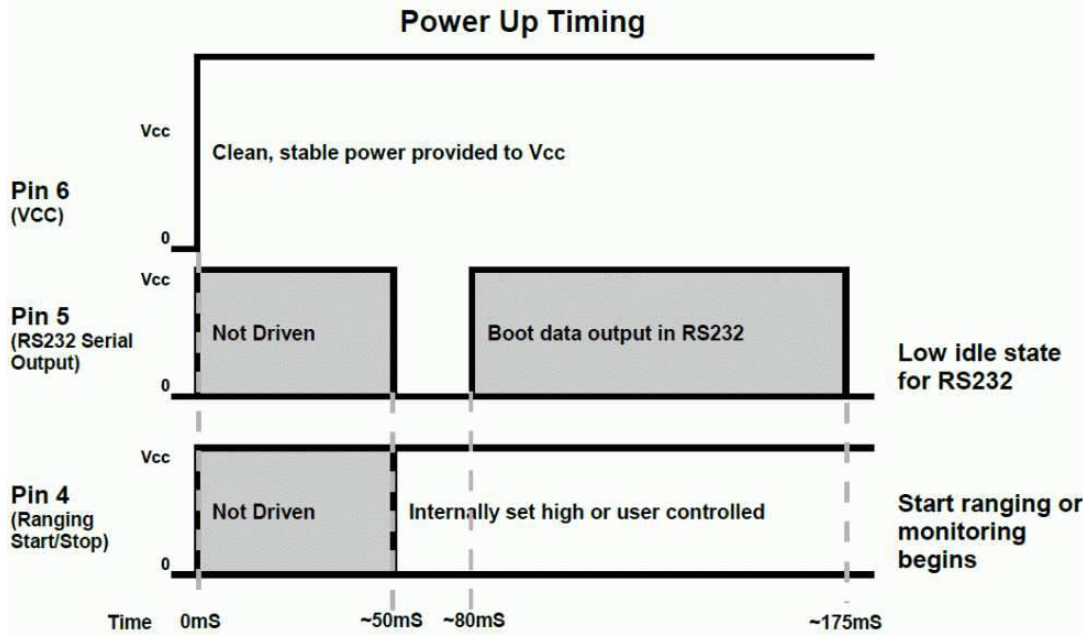 Power Up Timing
Vcc
Clean, stable power provided to Vcc
Pin 6
(VCC)
0
Vcc
Pin 5
(RS232 Serial
Output)
Not Driven
Boot data output in RS232
0
Low idle state
for RS232
Vcc
Pin 4
(Ranging
Start/Stop)
Not Driven
Internally set high or user controlled
0
Start ranging or
monitoring
begins
Time 0mS ~50mS ~80mS ~175mS